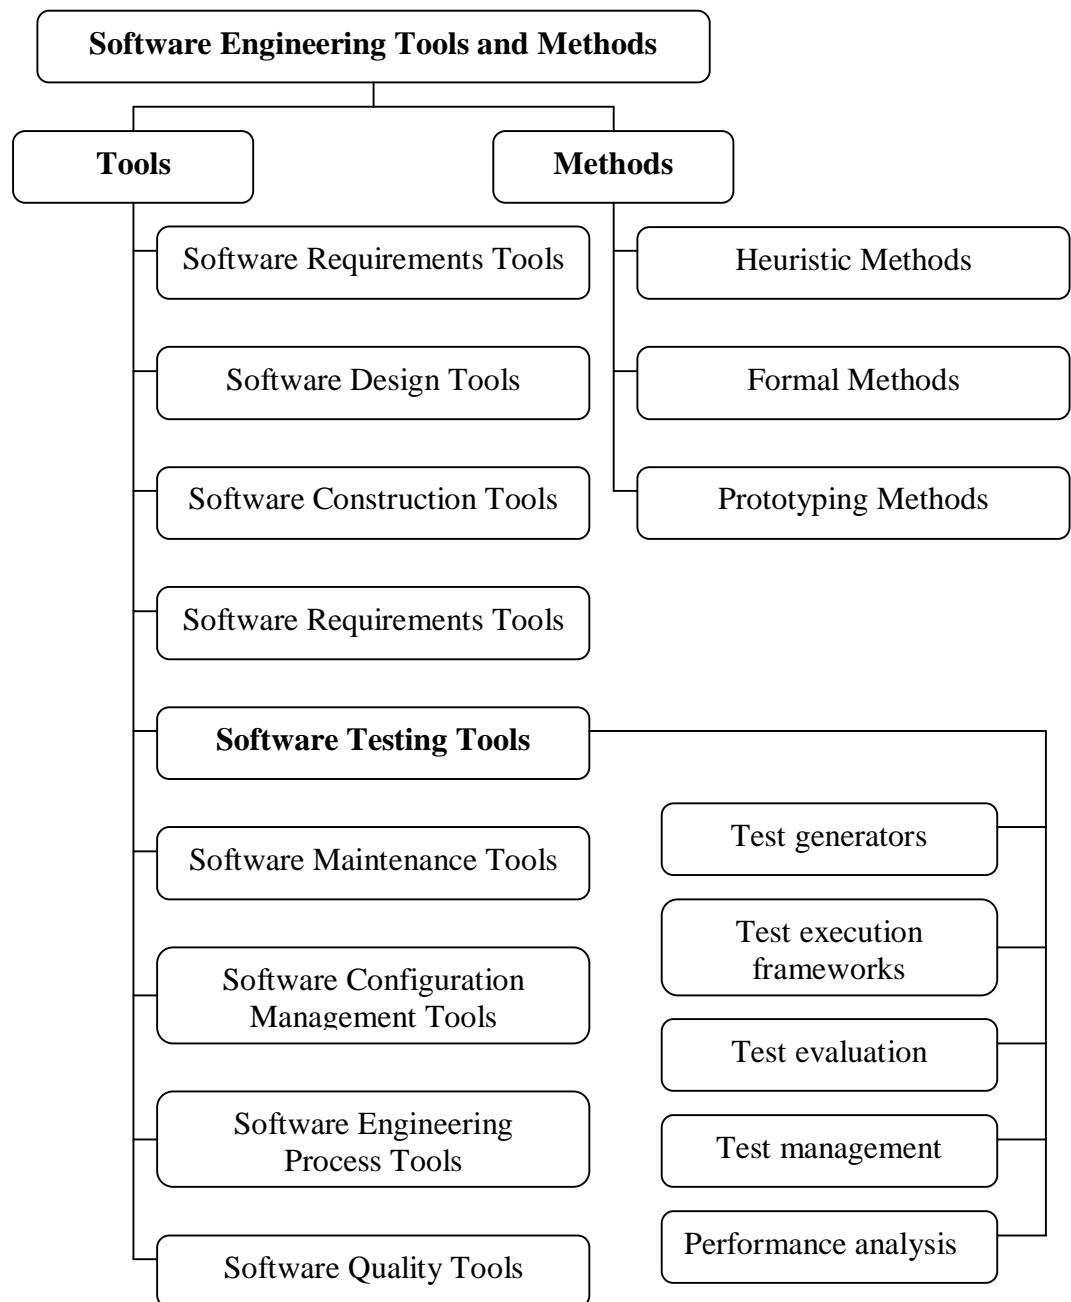 Software Engineering Tools and Methods
Tools
Methods
Software Requirements Tools
Software Design Tools
Software Construction Tools
Software Requirements Tools
Software Testing Tools
Software Maintenance Tools
Software Configuration
Management Tools
Software Engineering
Process Tools
Software Quality Tools
Heuristic Methods
Formal Methods
Prototyping Methods
Test generators
Test execution
frameworks
Test evaluation
Test management
Performance analysis